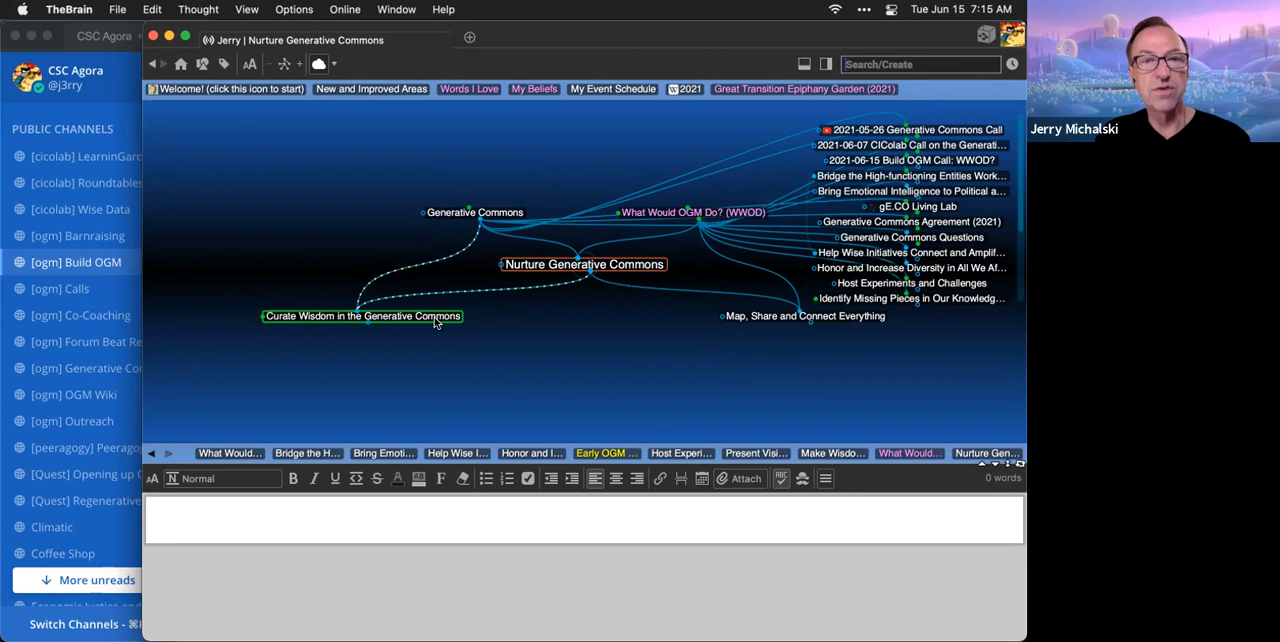 TheBrain File Edit Thought View Options Online Window Help
Tue Jun 15 7:15 AM
CSC Agora
Jerry | Nurture Generative Commons
CSC Agora
@j3rry
Search/Create
Welcome! (click this icon to start) New and Improved Areas Words I Love My Beliefs My Event Schedule 2021 Great Transition Epiphany Garden (2021)
PUBLIC CHANNELS
[cicolab] LearningGard
[cicolab] Roundtables
[cicolab] Wise Data
[ogm] Barnraising
[ogm] Build OGM
[ogm] Calls
[ogm] Co-Coaching
[ogm] Forum Beat Re
[ogm] Generative Co
[ogm] OGM Wiki
[ogm] Outreach
[peeragogy] Peerago
[Quest] Opening up C
[Quest] Regenerative
Climatic
Coffee Shop
More unreads
Switch Channels - ⌘K
2021-05-26 Generative Commons Call
2021-06-07 CIColab Call on the Generati...
2021-06-15 Build OGM Call: WWOD?
Bridge the High-functioning Entities Work...
Bring Emotional Intelligence to Political a...
gE.CO Living Lab
Generative Commons Agreement (2021)
Generative Commons Questions
Help Wise Initiatives Connect and Amplif...
Honor and Increase Diversity in All We Af...
Host Experiments and Challenges
Identify Missing Pieces in Our Knowledg...
Generative Commons
What Would OGM Do? (WWOD)
Nurture Generative Commons
Curate Wisdom in the Generative Commons
Map, Share and Connect Everything
What Would... Bridge the H... Bring Emoti... Help Wise I... Honor and I... Early OGM ... Host Experi... Present Visi... Make Wisdo... What Would... Nurture Gen...
Normal
Attach
0 words
Jerry Michalski